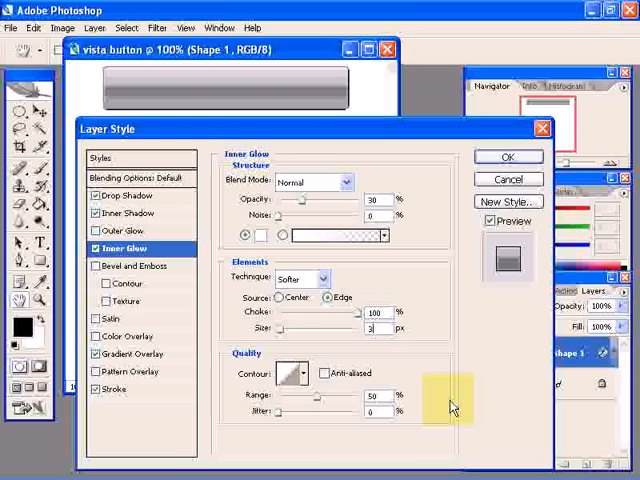 Adobe Photoshop
File Edit Image Layer Select Filter View Window Help
vista_button @ 100% (Shape 1 , RGB/8)
Navigator Info Histogram
Layer Style
Styles
Blending Options: Default
Drop Shadow
Inner Shadow
Outer Glow
Inner Glow
Bevel and Emboss
Contour
Texture
Satin
Color Overlay
Gradient Overlay
Pattern Overlay
Stroke
Inner Glow
Structure
Blend Mode: Normal
Opacity: 30 %
Noise: 0 %
Elements
Technique: Softer
Source: Center Edge
Choke: 100 %
Size: 3 px
Quality
Contour: Anti-aliased
Range: 50 %
Jitter: 0 %
OK
Cancel
New Style...
Preview
Styles
Layers
Opacity: 100%
Fill: 100%
Shape 1